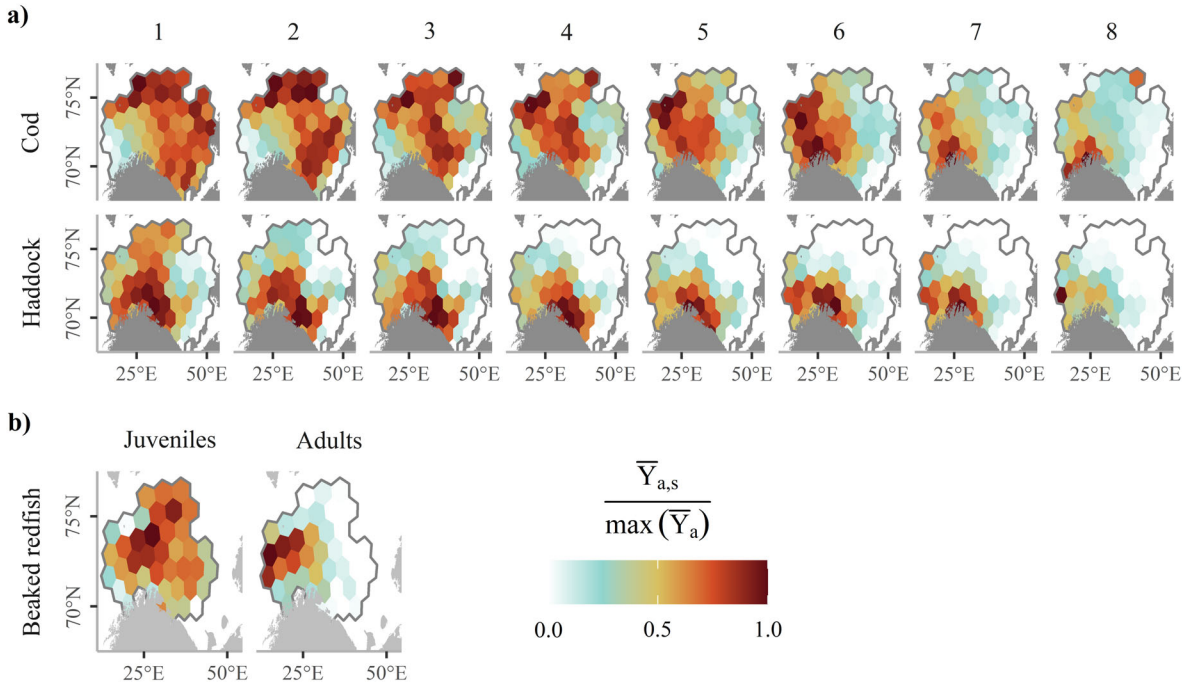 a)
1 2 3 4 5 6 7 8
Cod
75°N
70°N
Haddock
75°N
70°N
25°E 50°E 25°E 50°E 25°E 50°E 25°E 50°E 25°E 50°E 25°E 50°E 25°E 50°E 25°E 50°E
b)
Juveniles Adults
Beaked redfish
75°N
70°N
25°E 50°E 25°E 50°E
Y̅a,s
max (Y̅a)
0.0 0.5 1.0